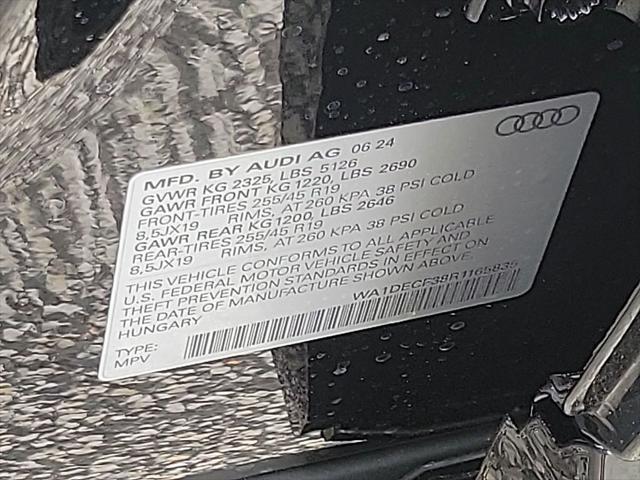 MFD. BY AUDI AG 06 24
GVWR KG 2325, LBS 5126
GAWR FRONT KG 1220, LBS 2690
FRONT-TIRES 255/45 R19
8,5JX19 RIMS, AT 260 KPA 38 PSI COLD
GAWR REAR KG1200, LBS 2646
REAR-TIRES 255/45 R19
8,5JX19 RIMS, AT 260 KPA 38 PSI COLD
THIS VEHICLE CONFORMS TO ALL APPLICABLE
U.S. FEDERAL MOTOR VEHICLE SAFETY AND
THEFT PREVENTION STANDARDS IN EFFECT ON
THE DATE OF MANUFACTURE SHOWN ABOVE.
HUNGARY WA1DECF38R1165835
TYPE:
MPV